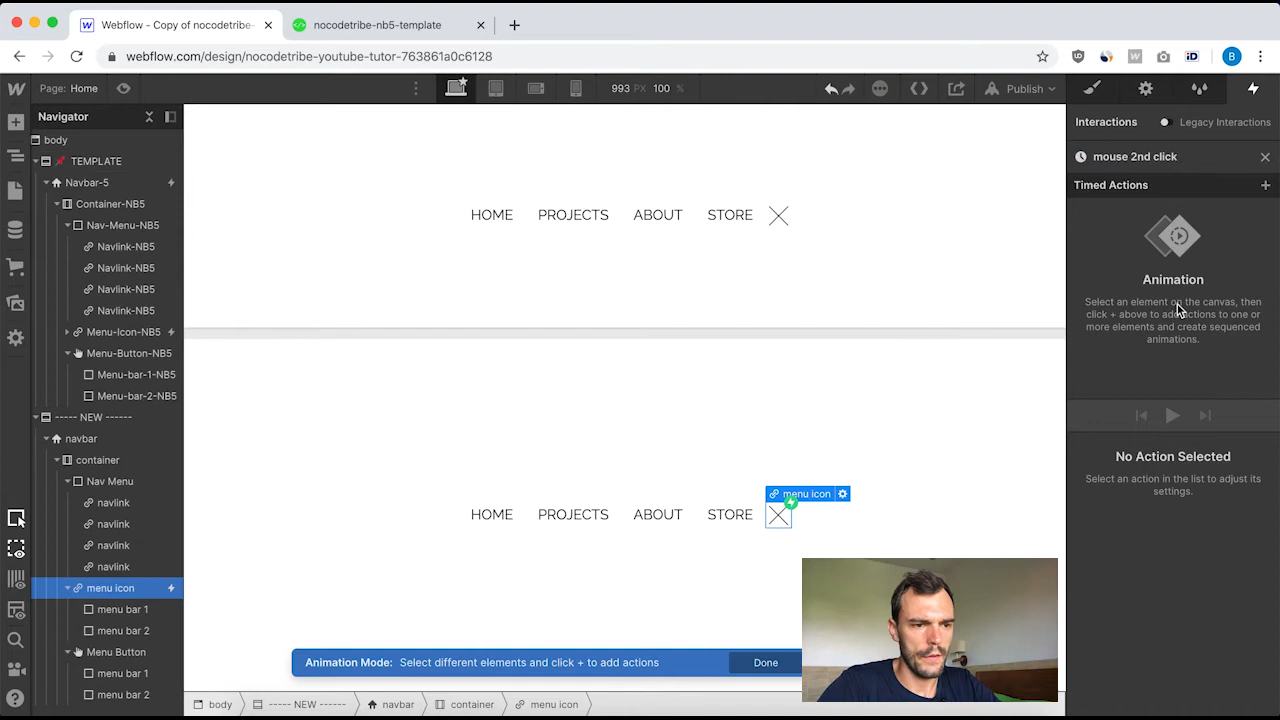 Webflow - Copy of nocodetribe-
nocodetribe-nb5-template
webflow.com/design/nocodetribe-youtube-tutor-763861a0c6128
Page: Home
993 PX 100 %
Publish
Navigator
body
TEMPLATE
Navbar-5
Container-NB5
Nav-Menu-NB5
Navlink-NB5
Navlink-NB5
Navlink-NB5
Navlink-NB5
Menu-Icon-NB5
Menu-Button-NB5
Menu-bar-1-NB5
Menu-bar-2-NB5
----- NEW ------
navbar
container
Nav Menu
navlink
navlink
navlink
navlink
menu icon
menu bar 1
menu bar 2
Menu Button
menu bar 1
menu bar 2
HOME PROJECTS ABOUT STORE
menu icon
HOME PROJECTS ABOUT STORE
Animation Mode: Select different elements and click + to add actions Done
body ----- NEW ------ navbar container menu icon
Interactions Legacy Interactions
mouse 2nd click
Timed Actions
Animation
Select an element on the canvas, then
click + above to add actions to one or
more elements and create sequenced
animations.
No Action Selected
Select an action in the list to adjust its
settings.